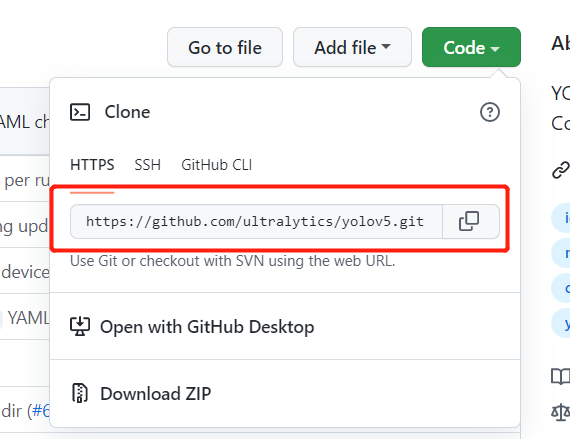 Go to file
Add file
Code
Ab
YO
Co
AML ch
Clone
HTTPS
SSH
GitHub CLI
per ru
https://github.com/ultralytics/yolov5.git
ng upd
Use Git or checkout with SVN using the web URL.
device
YAML
Open with GitHub Desktop
Download ZIP
dir (#6